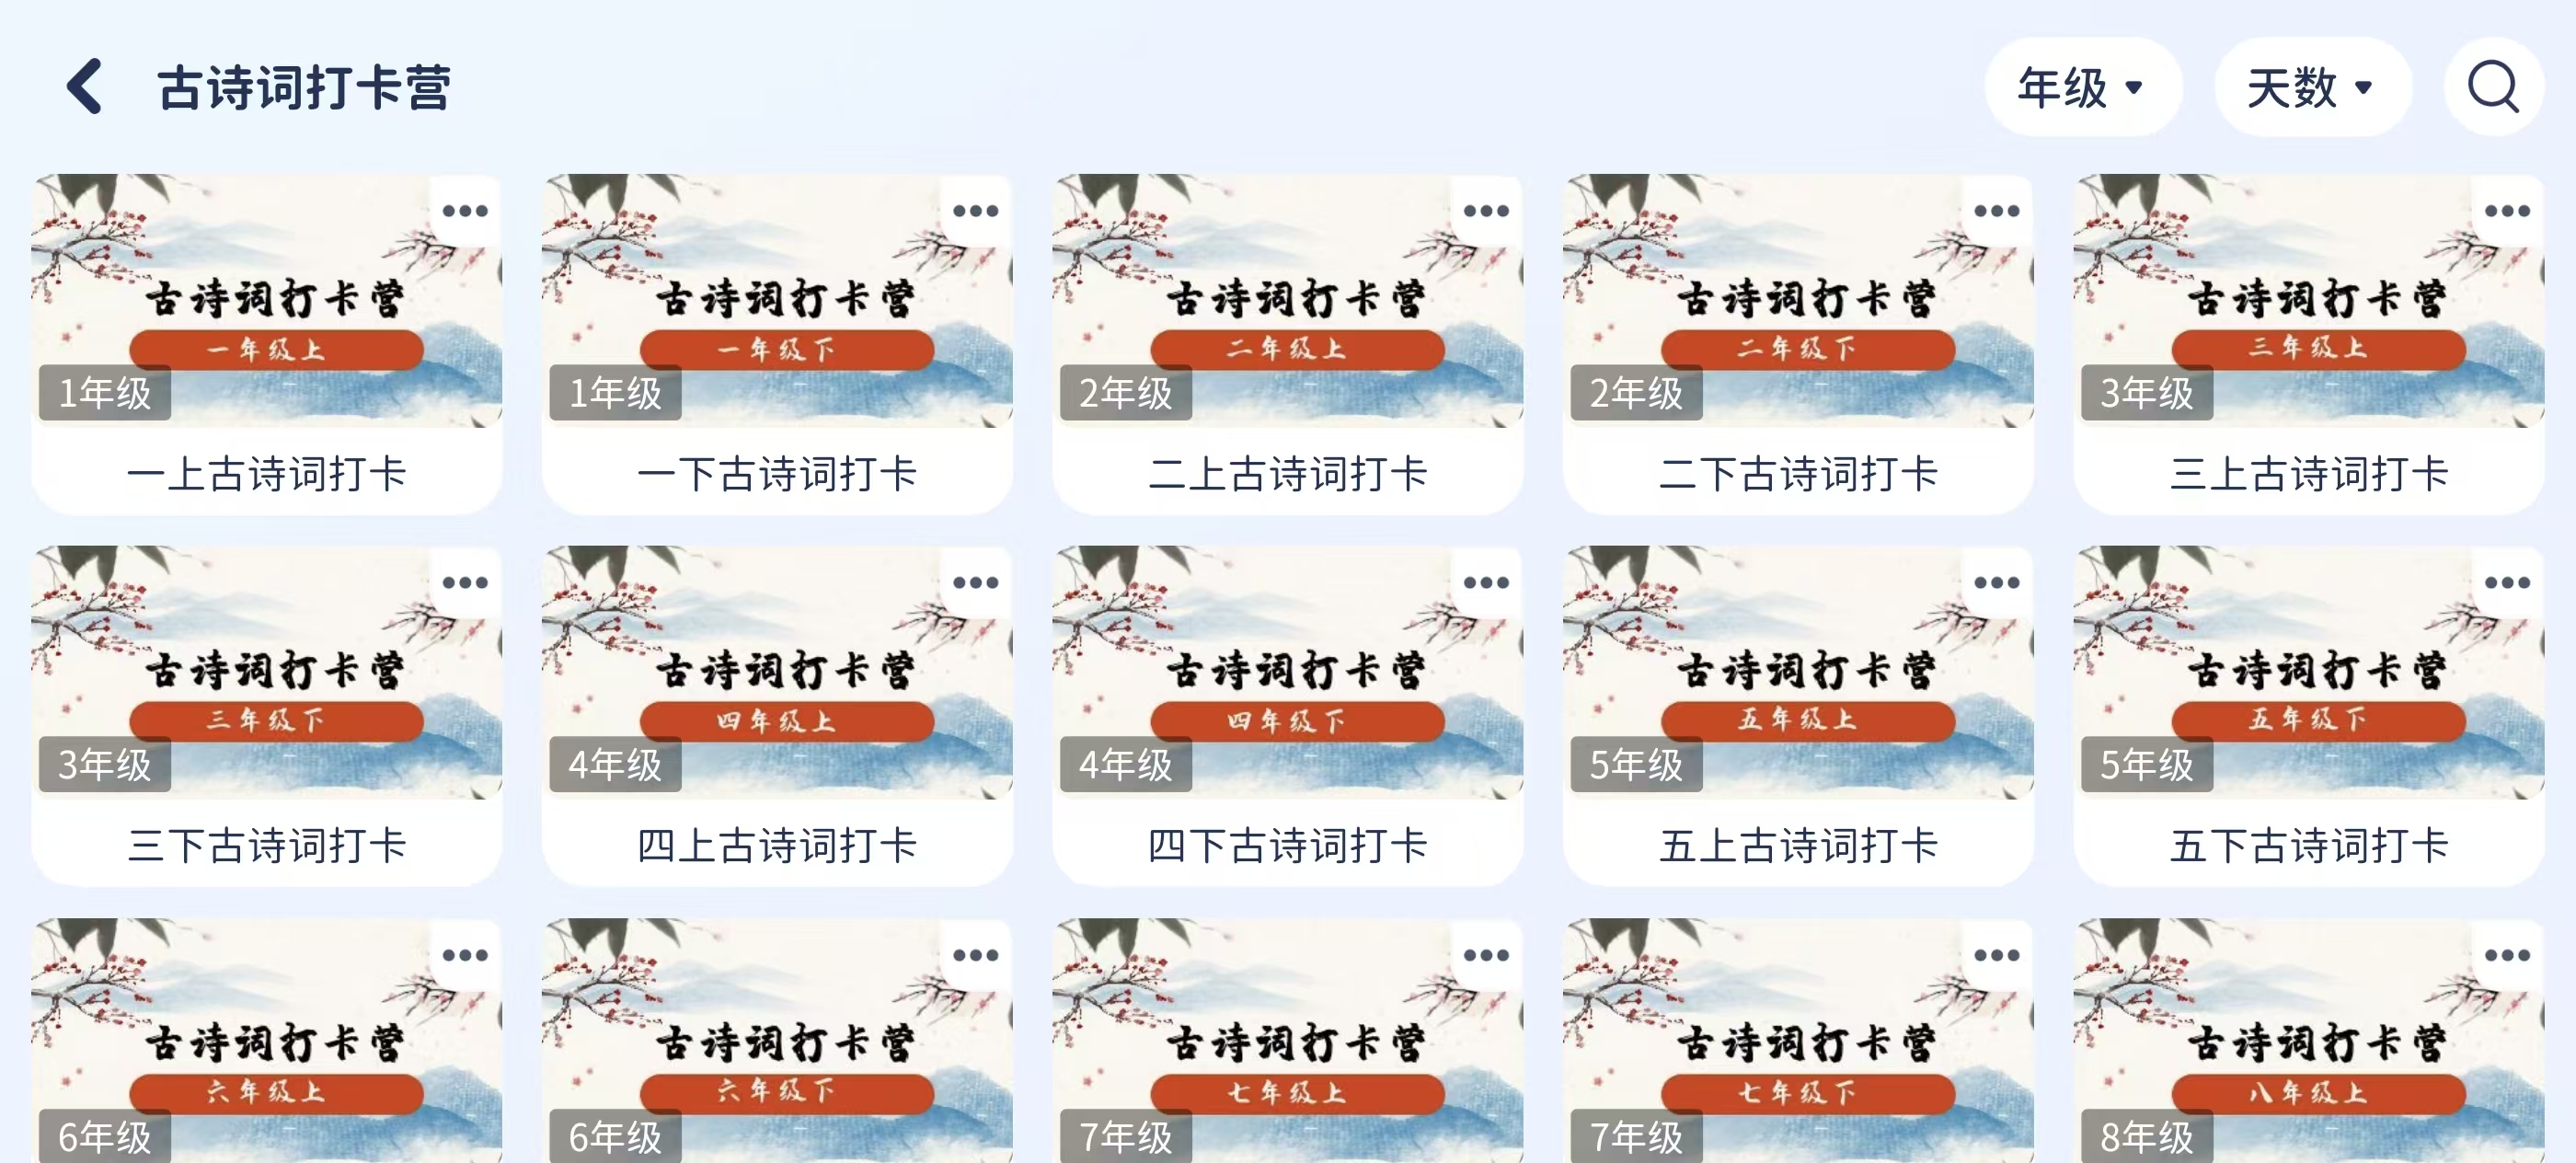 古诗词打卡营
年级
天数
古诗词打卡营
一年级上
1年级
一上古诗词打卡
古诗词打卡营
一年级下
1年级
一下古诗词打卡
古诗词打卡营
二年级上
2年级
二上古诗词打卡
古诗词打卡营
二年级下
2年级
二下古诗词打卡
古诗词打卡营
三年级上
3年级
三上古诗词打卡
古诗词打卡营
三年级下
3年级
三下古诗词打卡
古诗词打卡营
四年级上
4年级
四上古诗词打卡
古诗词打卡营
四年级下
4年级
四下古诗词打卡
古诗词打卡营
五年级上
5年级
五上古诗词打卡
古诗词打卡营
五年级下
5年级
五下古诗词打卡
古诗词打卡营
六年级上
6年级
古诗词打卡营
六年级下
6年级
古诗词打卡营
七年级上
7年级
古诗词打卡营
七年级下
7年级
古诗词打卡营
八年级上
8年级